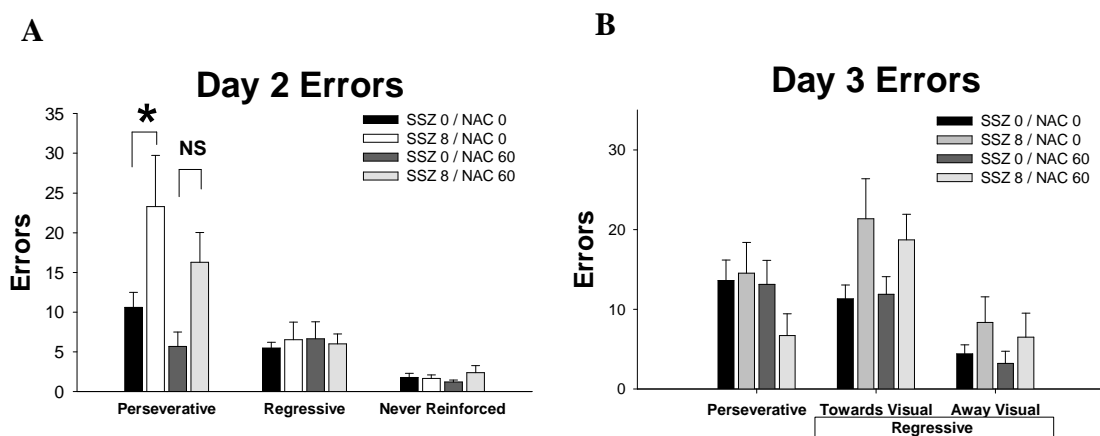 A
Day 2 Errors
35
30
25
20
15
10
5
0
Errors
*
NS
SSZ 0 / NAC 0
SSZ 8 / NAC 0
SSZ 0 / NAC 60
SSZ 8 / NAC 60
Perseverative Regressive Never Reinforced
B
Day 3 Errors
30
20
10
0
Errors
SSZ 0 / NAC 0
SSZ 8 / NAC 0
SSZ 0 / NAC 60
SSZ 8 / NAC 60
Perseverative Towards Visual Away Visual
Regressive